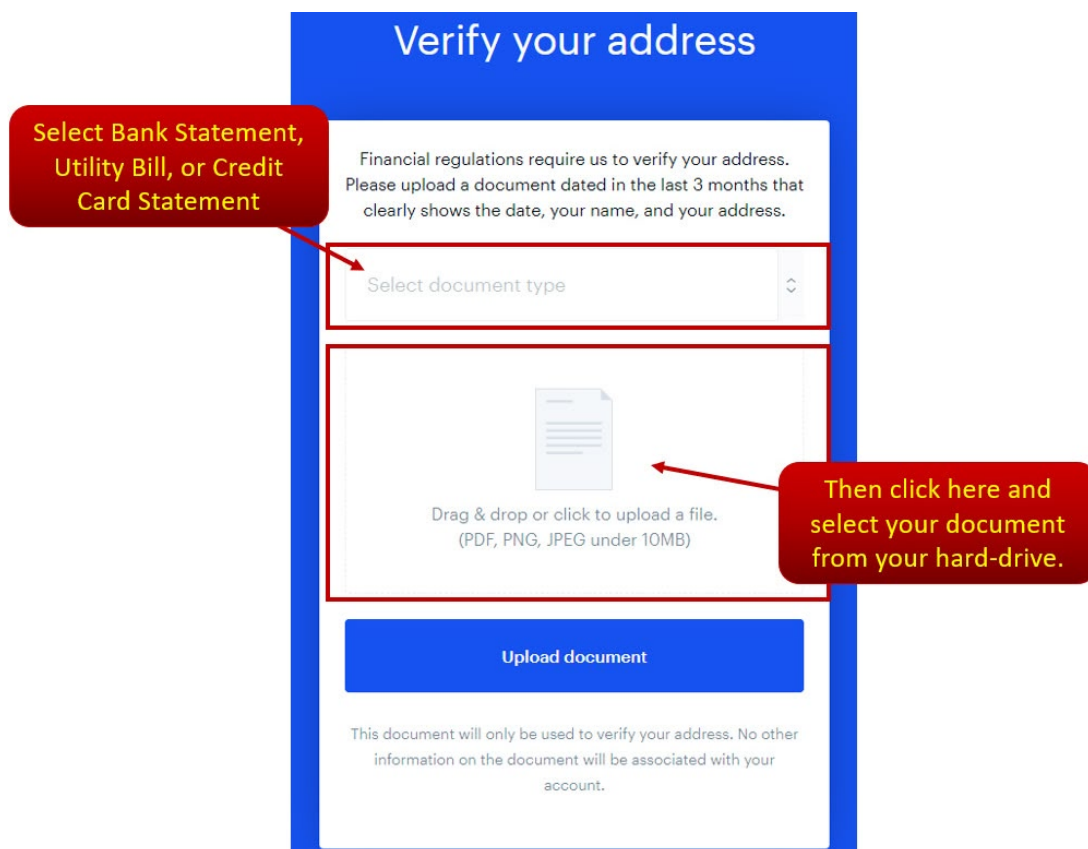 Verify your address
Select Bank Statement,
Utility Bill, or Credit
Card Statement
Financial regulations require us to verify your address.
Please upload a document dated in the last 3 months that
clearly shows the date, your name, and your address.
Select document type
Drag & drop or click to upload a file.
(PDF, PNG, JPEG under 10MB)
Then click here and
select your document
from your hard-drive.
Upload document
This document will only be used to verify your address. No other
information on the document will be associated with your
account.